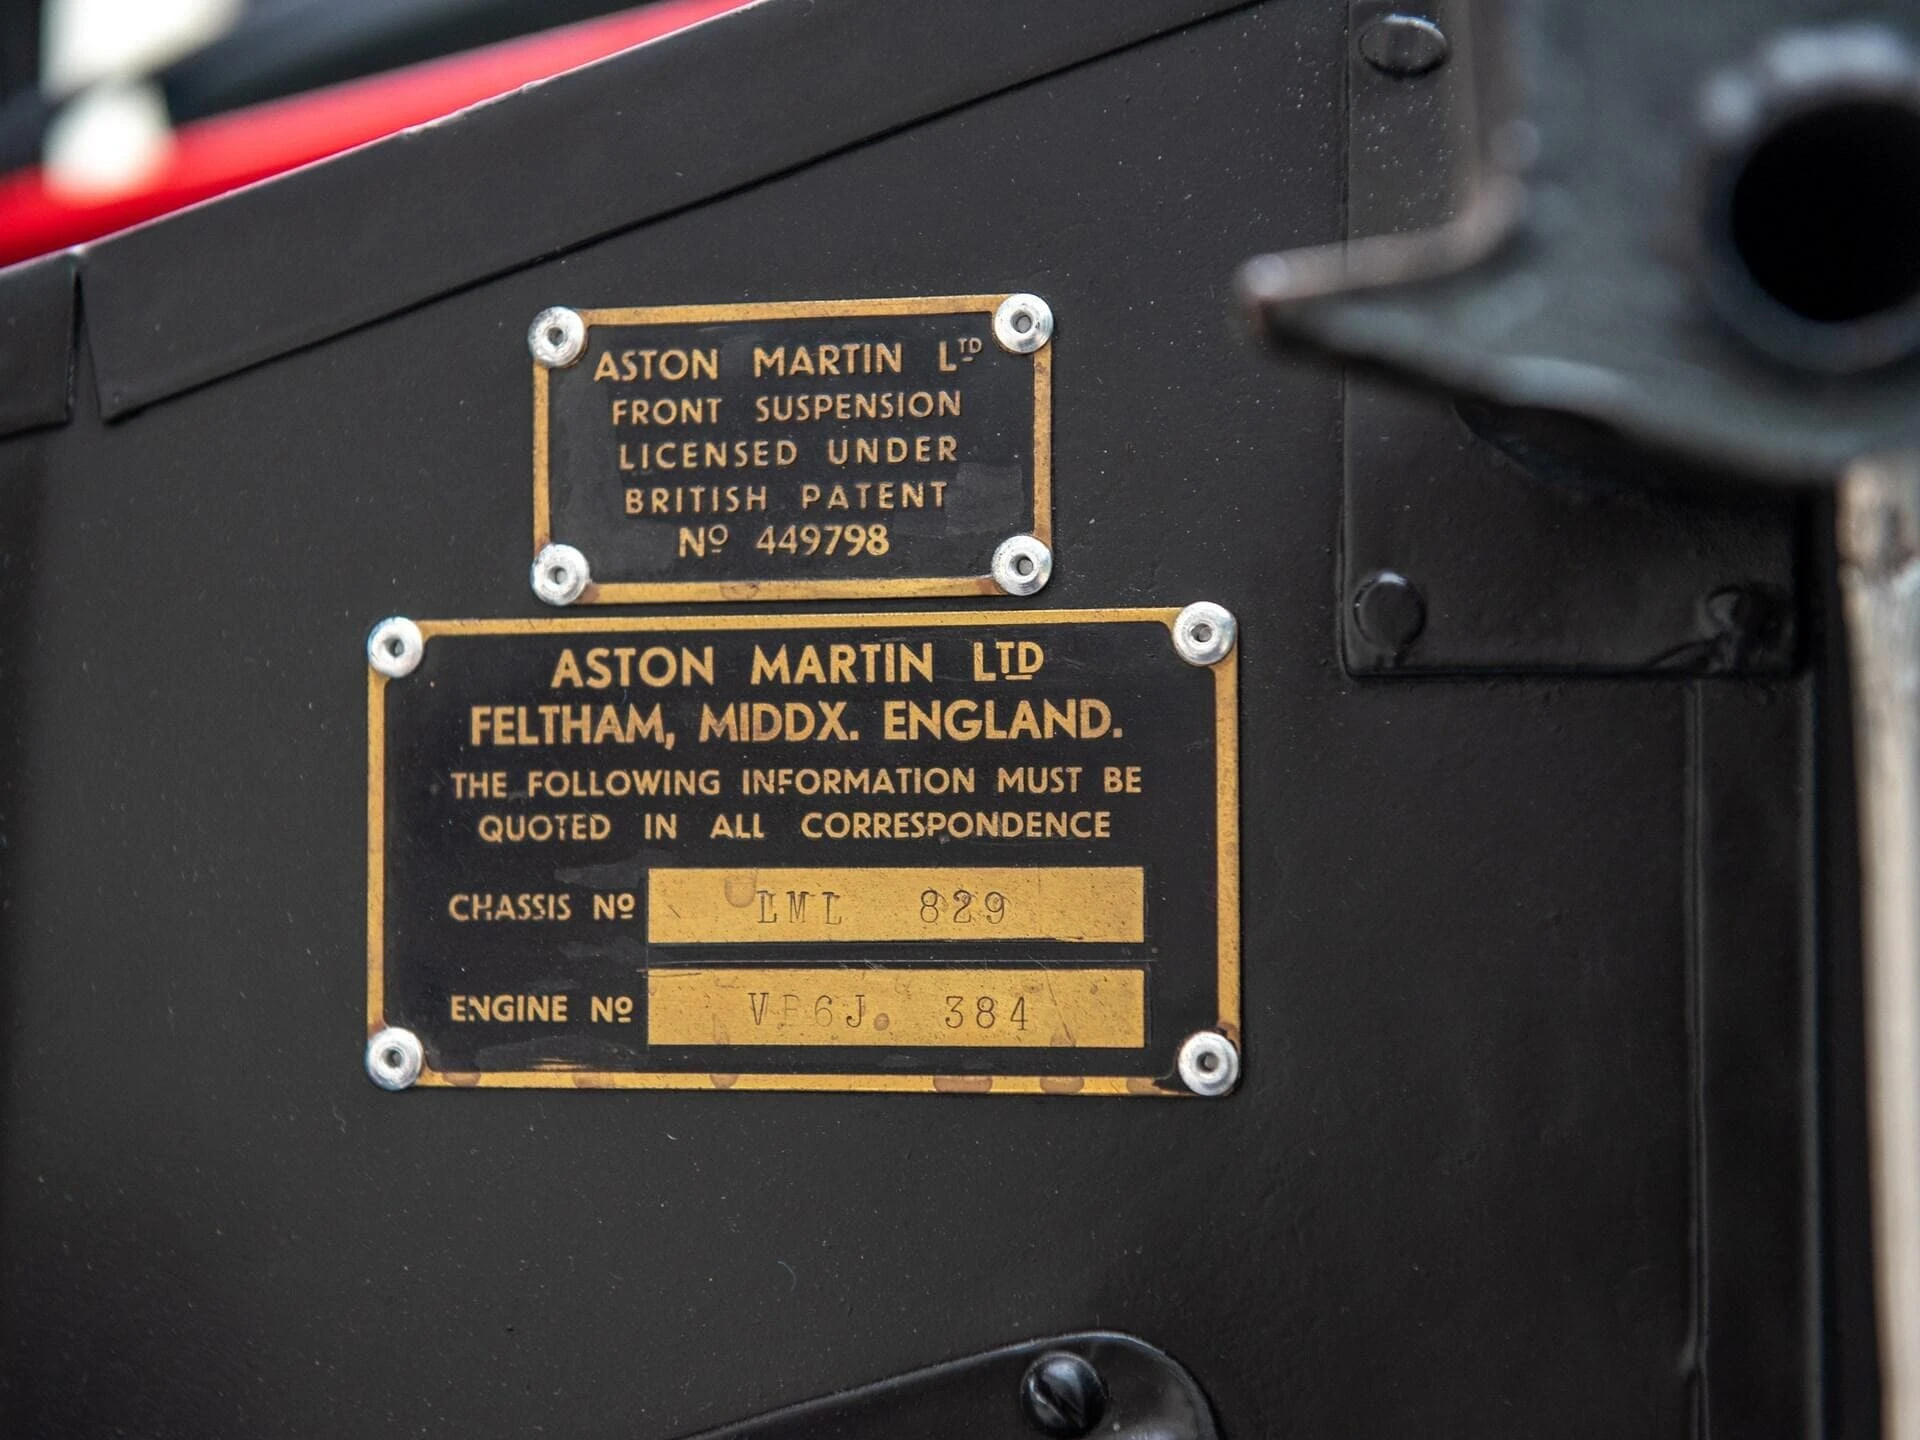 ASTON MARTIN LTD
FRONT SUSPENSION
LICENSED UNDER
BRITISH PATENT
Nº 449798
ASTON MARTIN LTD
FELTHAM, MIDDX. ENGLAND.
THE FOLLOWING INFORMATION MUST BE
QUOTED IN ALL CORRESPONDENCE
CHASSIS Nº LML 829
ENGINE Nº VB6J. 384